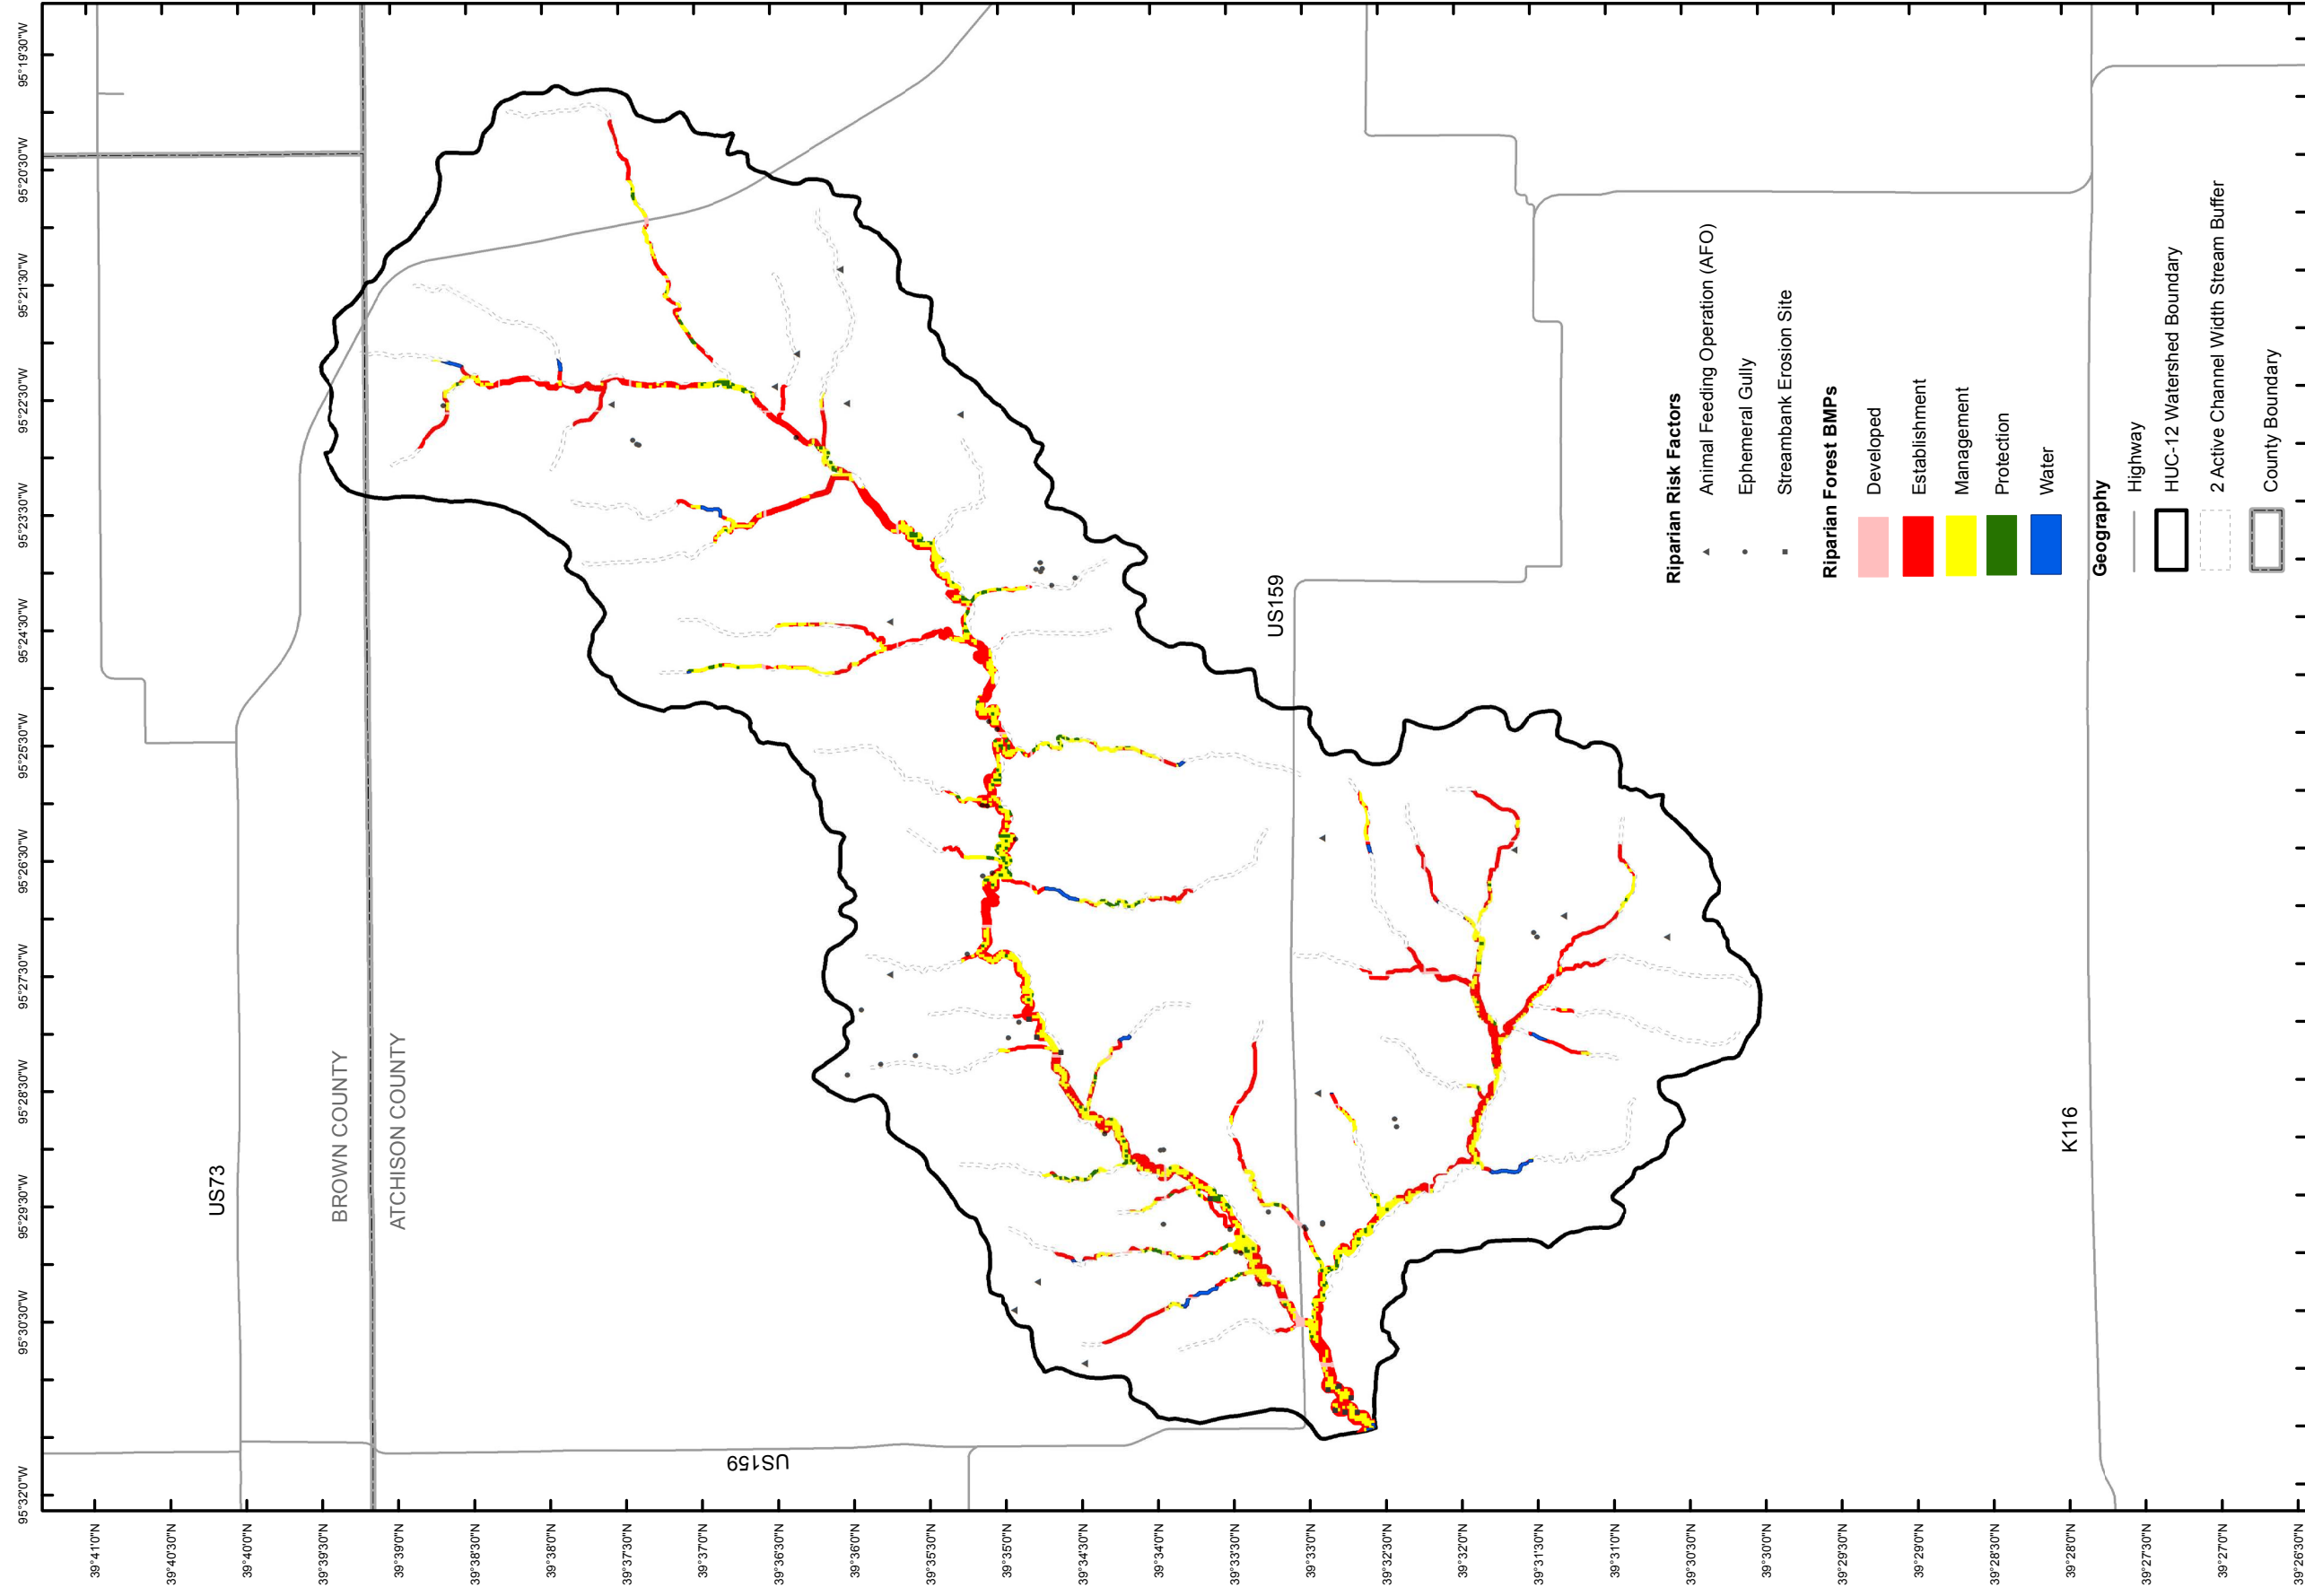 95°32'0"W
95°30'30"W
95°29'30"W
95°28'30"W
95°27'30"W
95°26'30"W
95°25'30"W
95°24'30"W
95°23'30"W
95°22'30"W
95°21'30"W
95°20'30"W
95°19'30"W
39°41'0"N
39°40'30"N
39°40'0"N
39°39'30"N
39°39'0"N
39°38'30"N
39°38'0"N
39°37'30"N
39°37'0"N
39°36'30"N
39°36'0"N
39°35'30"N
39°35'0"N
39°34'30"N
39°34'0"N
39°33'30"N
39°33'0"N
39°32'30"N
39°32'0"N
39°31'30"N
39°31'0"N
39°30'30"N
39°30'0"N
39°29'30"N
39°29'0"N
39°28'30"N
39°28'0"N
39°27'30"N
39°27'0"N
39°26'30"N
US73
BROWN COUNTY
ATCHISON COUNTY
US159
US159
K116
Riparian Risk Factors
Animal Feeding Operation (AFO)
Ephemeral Gully
Streambank Erosion Site
Riparian Forest BMPs
Developed
Establishment
Management
Protection
Water
Geography
Highway
HUC-12 Watershed Boundary
2 Active Channel Width Stream Buffer
County Boundary